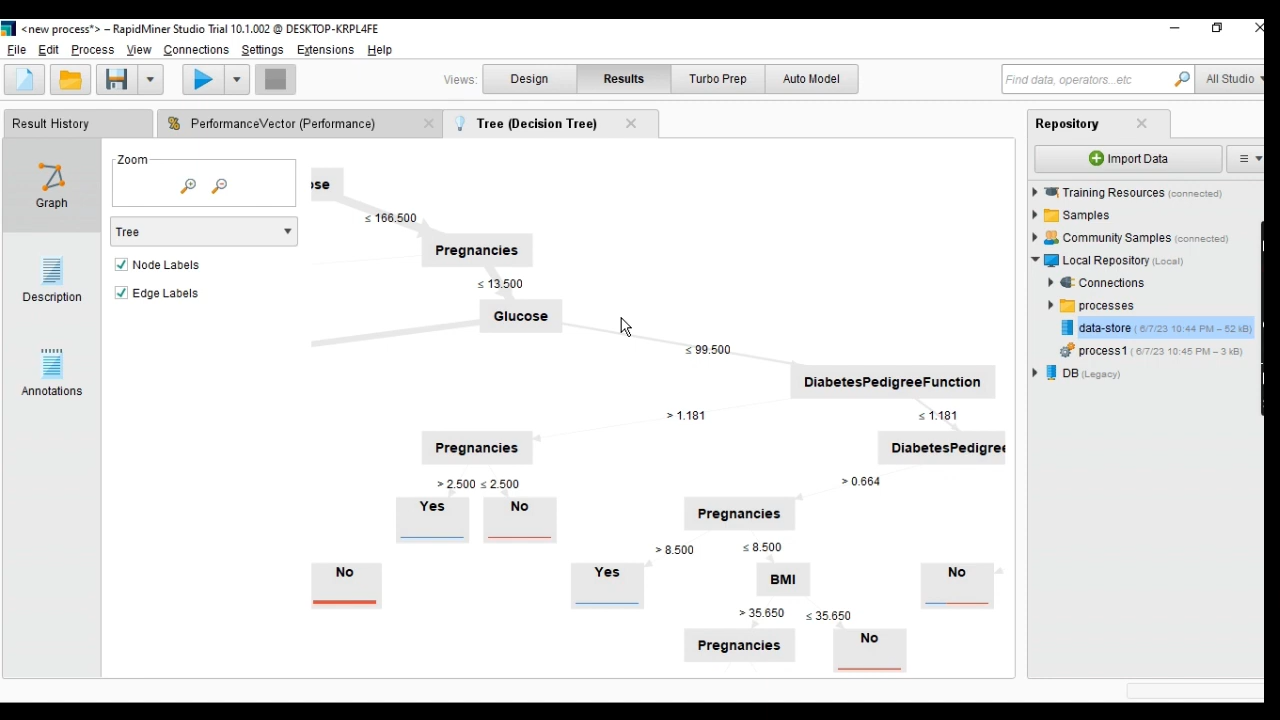 <new process*> – RapidMiner Studio Trial 10.1.002 @ DESKTOP-KRPL4FE
File Edit Process View Connections Settings Extensions Help
Views: Design Results Turbo Prep Auto Model
Find data, operators...etc
All Studio
Result History
PerformanceVector (Performance)
Tree (Decision Tree)
Repository
Graph
Description
Annotations
Zoom
Tree
Node Labels
Edge Labels
ose
≤ 166.500
Pregnancies
≤ 13.500
Glucose
≤ 99.500
DiabetesPedigreeFunction
> 1.181
≤ 1.181
Pregnancies
DiabetesPedigree
> 2.500 ≤ 2.500
> 0.664
Yes
No
Pregnancies
> 8.500
≤ 8.500
No
Yes
BMI
No
> 35.650
≤ 35.650
Pregnancies
No
Import Data
Training Resources (connected)
Samples
Community Samples (connected)
Local Repository (Local)
Connections
processes
data-store ( 6/7/23 10:44 PM – 52 kB)
process1 ( 6/7/23 10:45 PM – 3 kB)
DB (Legacy)